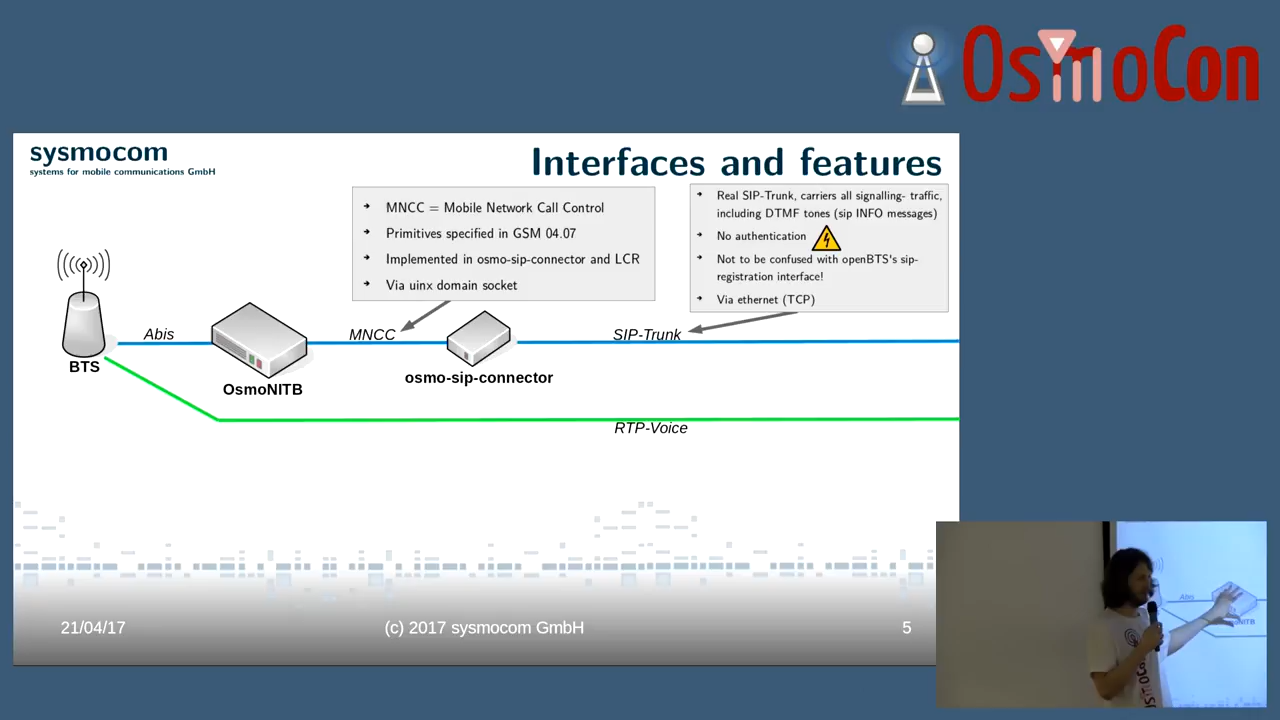 OsmoCon
sysmocom
systems for mobile communications GmbH
Interfaces and features
➔ MNCC = Mobile Network Call Control
➔ Primitives specified in GSM 04.07
➔ Implemented in osmo-sip-connector and LCR
➔ Via uinx domain socket
➔ Real SIP-Trunk, carriers all signalling- traffic,
including DTMF tones (sip INFO messages)
➔ No authentication
➔ Not to be confused with openBTS's sip-
registration interface!
➔ Via ethernet (TCP)
Abis
MNCC
SIP-Trunk
BTS
OsmoNITB
osmo-sip-connector
RTP-Voice
21/04/17
(c) 2017 sysmocom GmbH
5
Abis